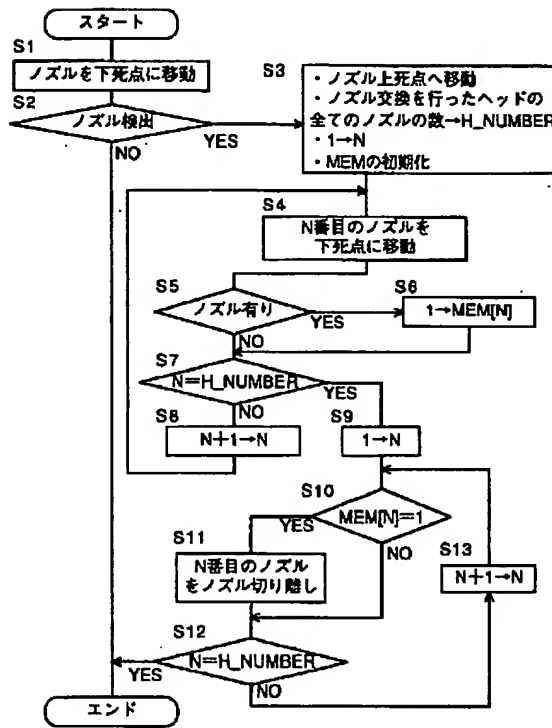 スタート
S1
ノズルを下死点に移動
S2
ノズル検出
YES
NO
S3
・ノズル上死点へ移動
・ノズル交換を行ったヘッドの
全てのノズルの数→H_NUMBER
・1→N
・MEMの初期化
S4
N番目のノズルを
下死点に移動
S5
ノズル有り
YES
NO
S6
1→MEM[N]
S7
N＝H_NUMBER
YES
NO
S8
N＋1→N
S9
1→N
S10
MEM[N]＝1
YES
NO
S11
N番目のノズル
をノズル切り離し
S13
N＋1→N
S12
N＝H_NUMBER
YES
NO
エンド